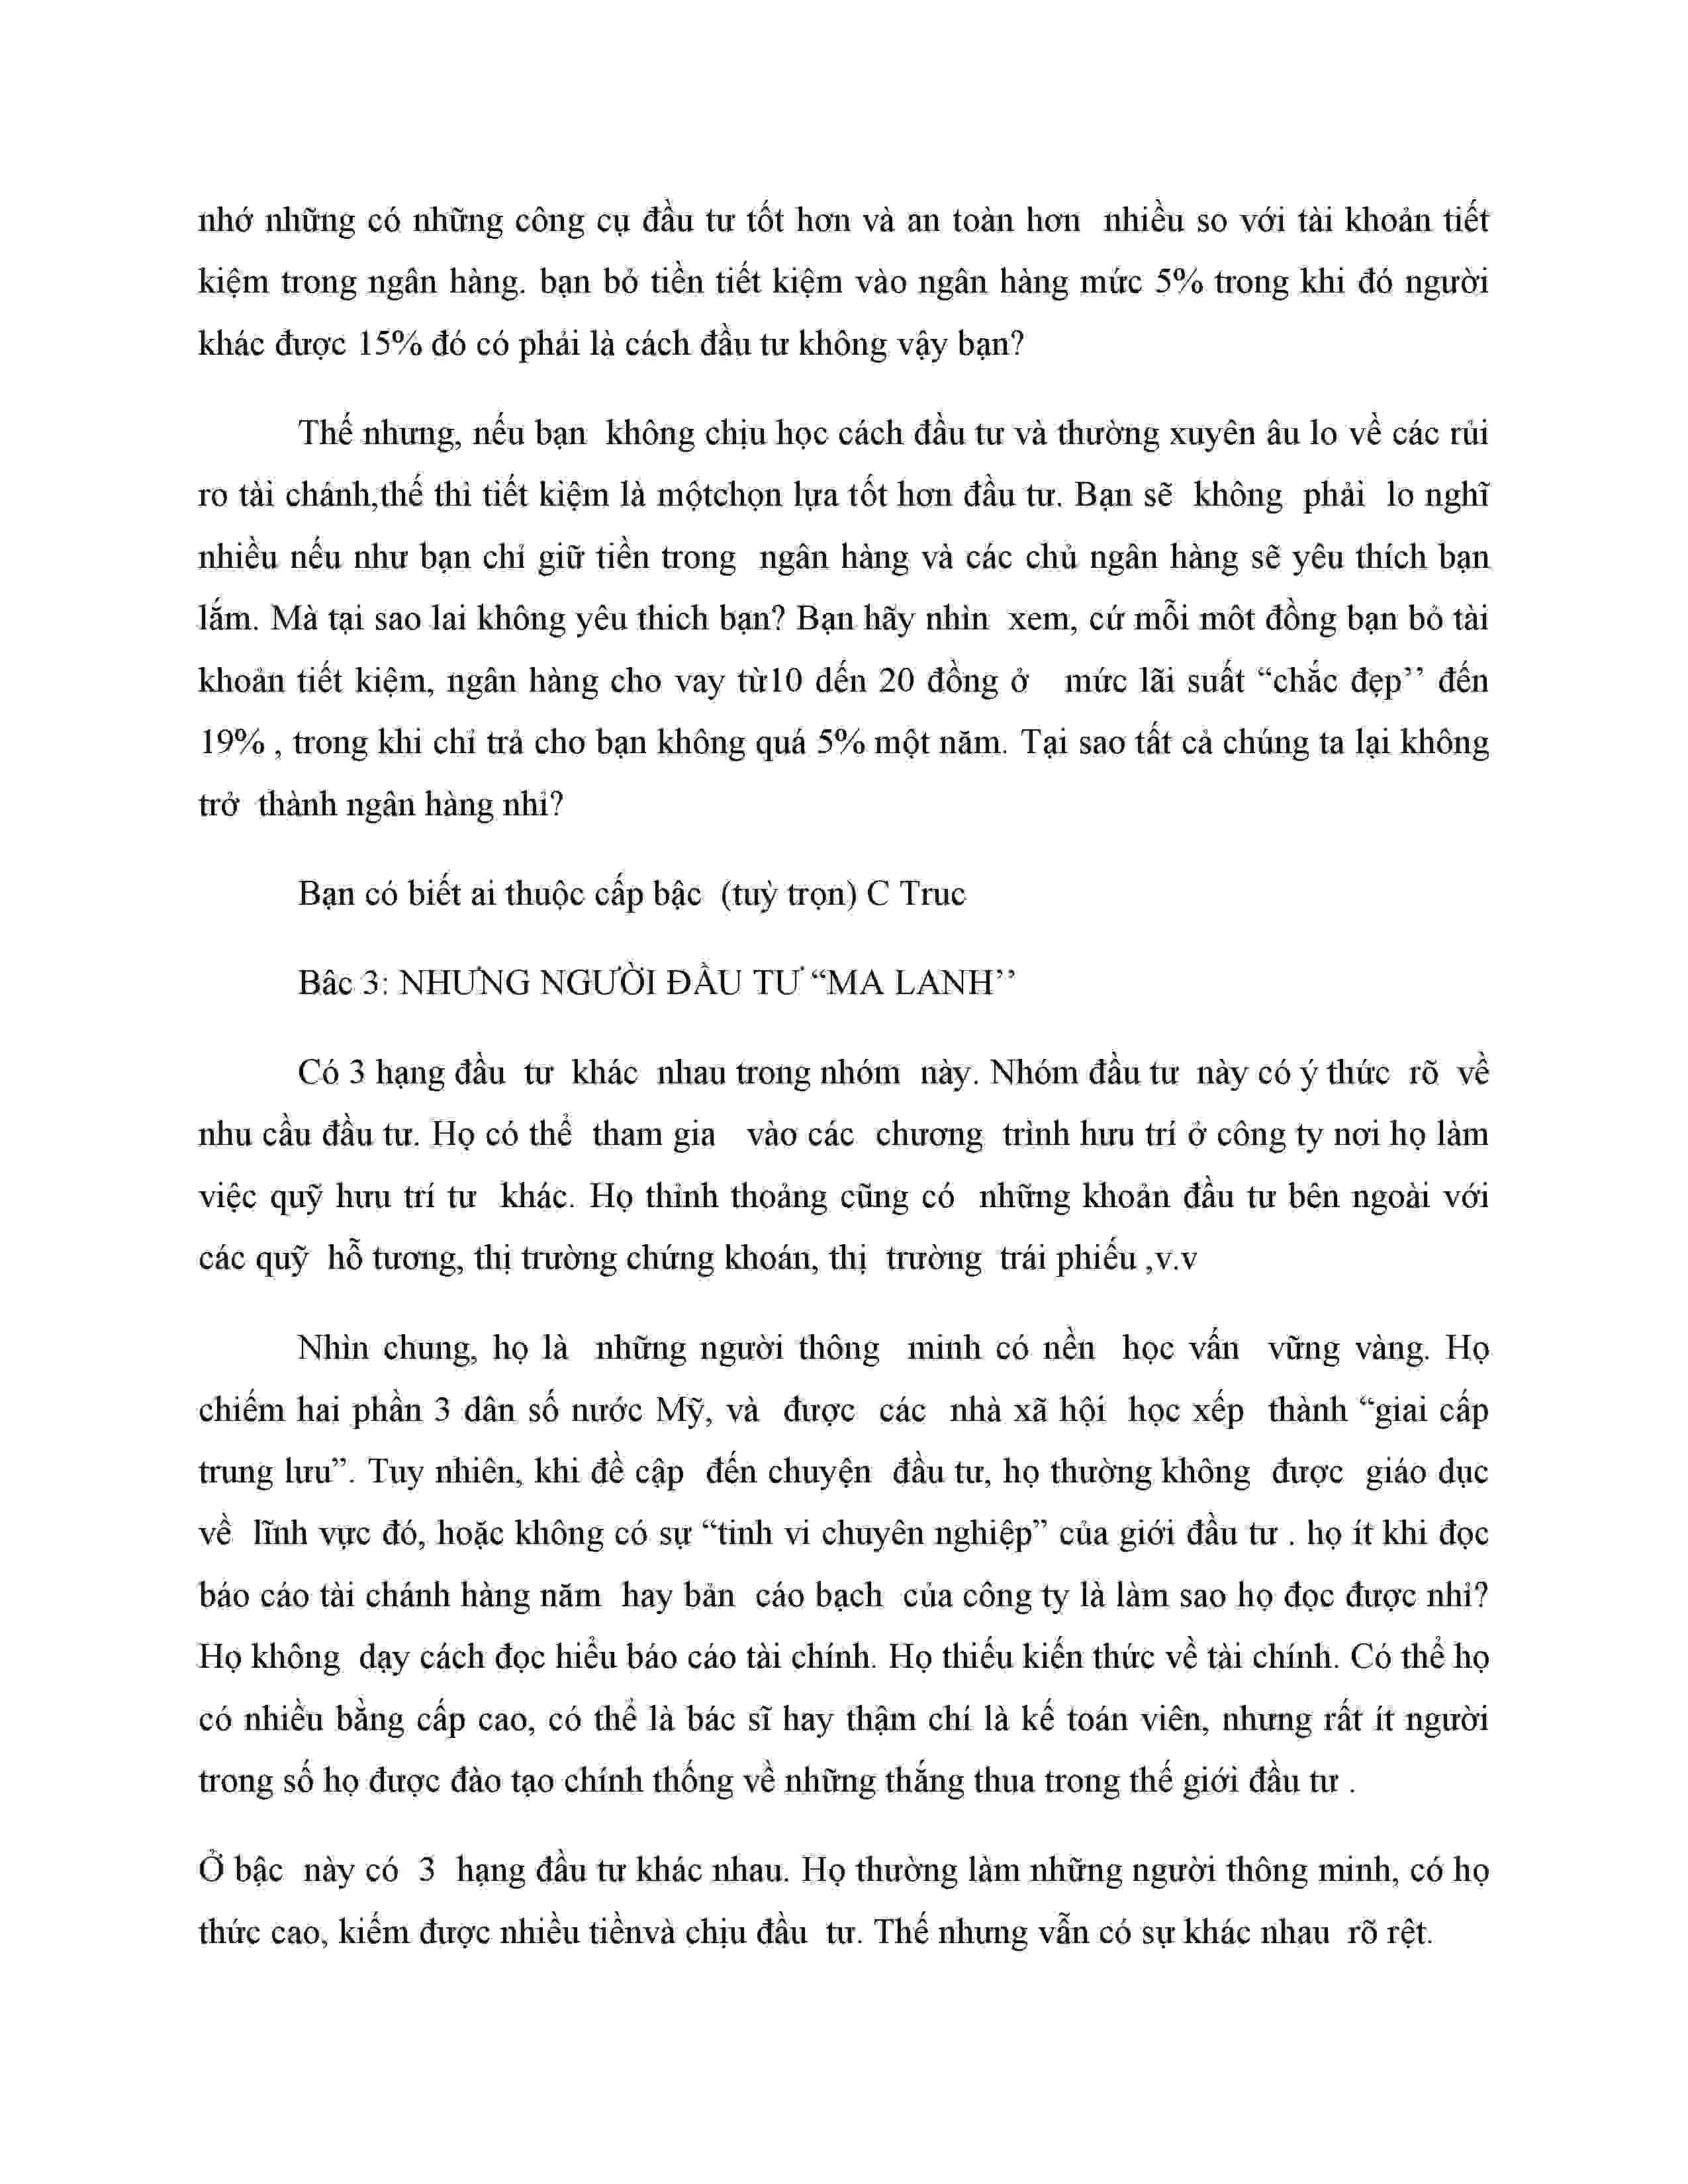 nhớ những có những công cụ đầu tư tốt hơn và an toàn hơn  nhiều so với tài khoản tiết
kiệm trong ngân hàng. bạn bỏ tiền tiết kiệm vào ngân hàng mức 5% trong khi đó người
khác được 15% đó có phải là cách đầu tư không vậy bạn?
Thế nhưng, nếu bạn  không chịu học cách đầu tư và thường xuyên âu lo về các rủi
ro tài chánh,thế thì tiết kiệm là mộtchọn lựa tốt hơn đầu tư. Bạn sẽ  không  phải  lo nghĩ
nhiều nếu như bạn chỉ giữ tiền trong  ngân hàng và các chủ ngân hàng sẽ yêu thích bạn
lắm. Mà tại sao lai không yêu thich bạn? Bạn hãy nhìn  xem, cứ mỗi môt đồng bạn bỏ tài
khoản tiết kiệm, ngân hàng cho vay từ10 dến 20 đồng ở   mức lãi suất “chắc đẹp’’ đến
19% , trong khi chỉ trả cho bạn không quá 5% một năm. Tại sao tất cả chúng ta lại không
trở  thành ngân hàng nhỉ?
Bạn có biết ai thuộc cấp bậc  (tuỳ trọn) C Truc
Bâc 3: NHƯNG NGƯỜI ĐẦU TƯ “MA LANH’’
Có 3 hạng đầu  tư  khác  nhau trong nhóm  này. Nhóm đầu tư  này có ý thức  rõ  về
nhu cầu đầu tư. Họ có thể  tham gia   vào các  chương  trình hưu trí ở công ty nơi họ làm
việc quỹ hưu trí tư  khác. Họ thỉnh thoảng cũng có  những khoản đầu tư bên ngoài với
các quỹ  hỗ tương, thị trường chứng khoán, thị  trường  trái phiếu ,v.v
Nhìn chung, họ là  những người thông  minh có nền  học vấn  vững vàng. Họ
chiếm hai phần 3 dân số nước Mỹ, và  được  các  nhà xã hội  học xếp  thành “giai cấp
trung lưu”. Tuy nhiên, khi đề cập  đến chuyện  đầu tư, họ thường không  được  giáo dục
về  lĩnh vực đó, hoặc không có sự “tinh vi chuyên nghiệp” của giới đầu tư . họ ít khi đọc
báo cáo tài chánh hàng năm  hay bản  cáo bạch  của công ty là làm sao họ đọc được nhỉ?
Họ không  dạy cách đọc hiểu báo cáo tài chính. Họ thiếu kiến thức về tài chính. Có thể họ
có nhiều bằng cấp cao, có thể là bác sĩ hay thậm chí là kế toán viên, nhưng rất ít người
trong số họ được đào tạo chính thống về những thắng thua trong thế giới đầu tư .
Ở bậc  này có  3  hạng đầu tư khác nhau. Họ thường làm những người thông minh, có họ
thức cao, kiếm được nhiều tiềnvà chịu đầu  tư. Thế nhưng vẫn có sự khác nhau  rõ rệt.